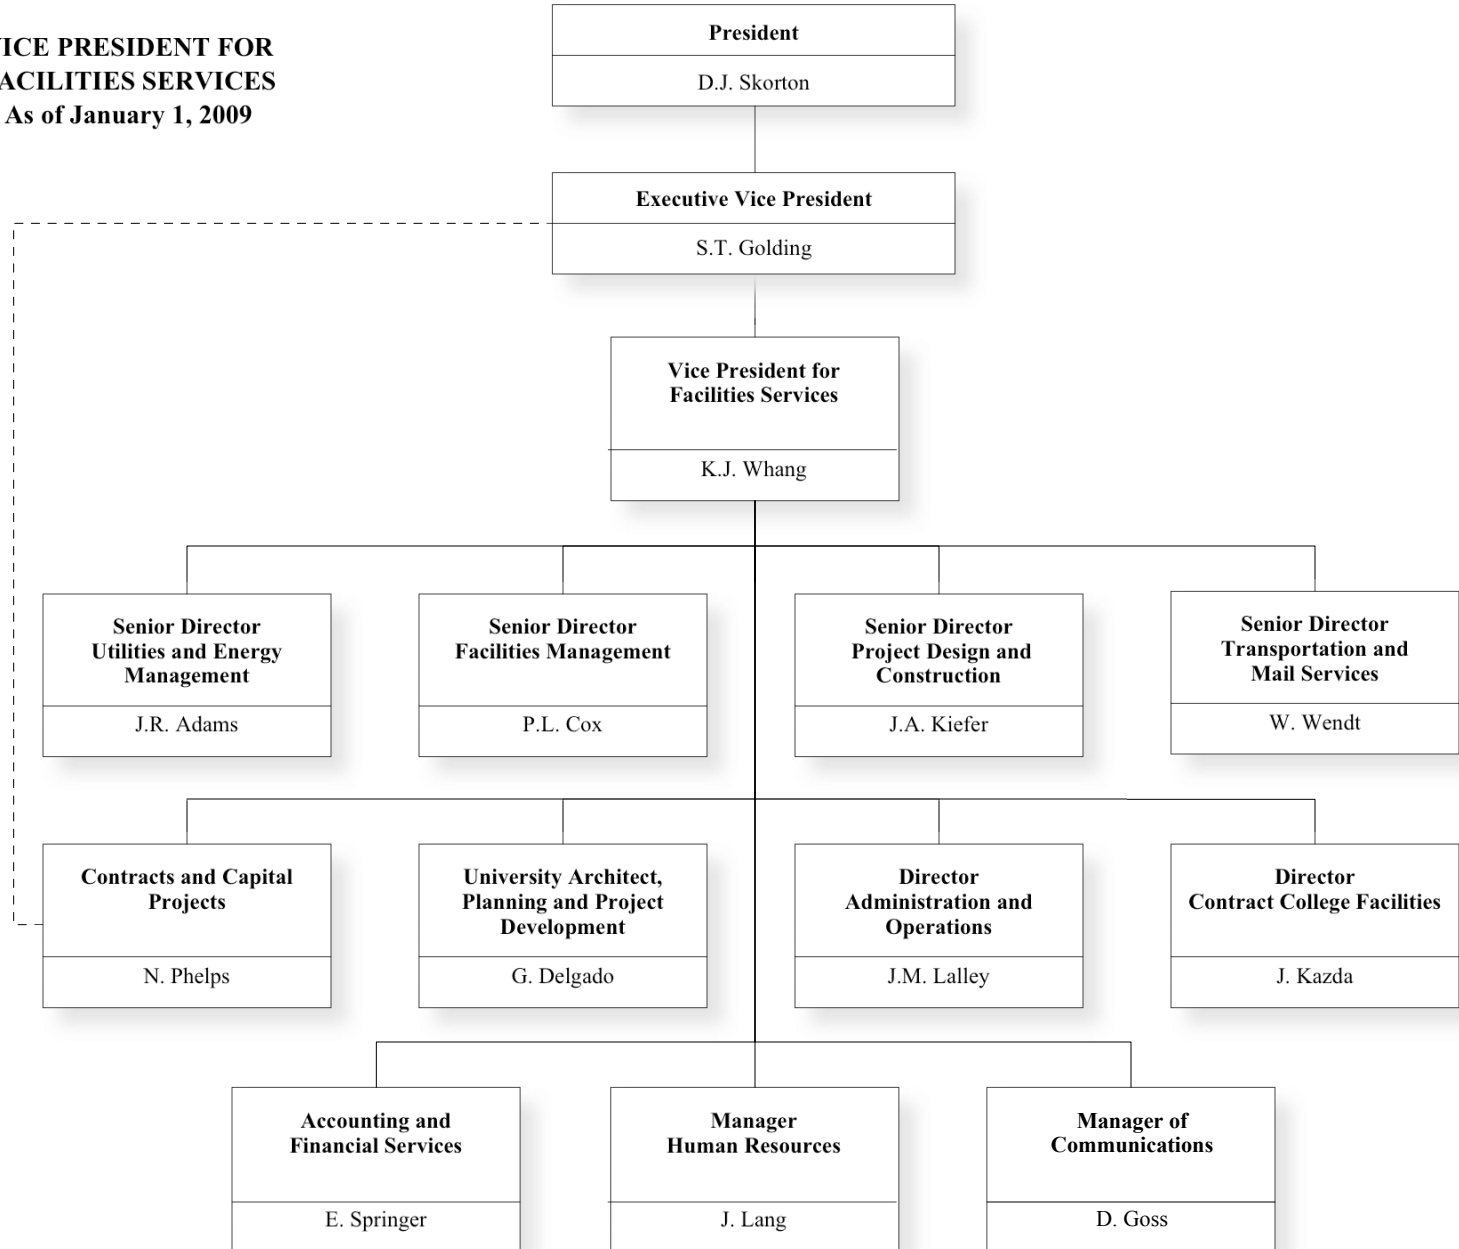 ICE PRESIDENT FOR
ACILITIES SERVICES
As of January 1, 2009
President
D.J. Skorton
Executive Vice President
S.T. Golding
Vice President for
Facilities Services
K.J. Whang
Senior Director
Utilities and Energy
Management
J.R. Adams
Senior Director
Facilities Management
P.L. Cox
Senior Director
Project Design and
Construction
J.A. Kiefer
Senior Director
Transportation and
Mail Services
W. Wendt
Contracts and Capital
Projects
N. Phelps
University Architect,
Planning and Project
Development
G. Delgado
Director
Administration and
Operations
J.M. Lalley
Director
Contract College Facilities
J. Kazda
Accounting and
Financial Services
E. Springer
Manager
Human Resources
J. Lang
Manager of
Communications
D. Goss